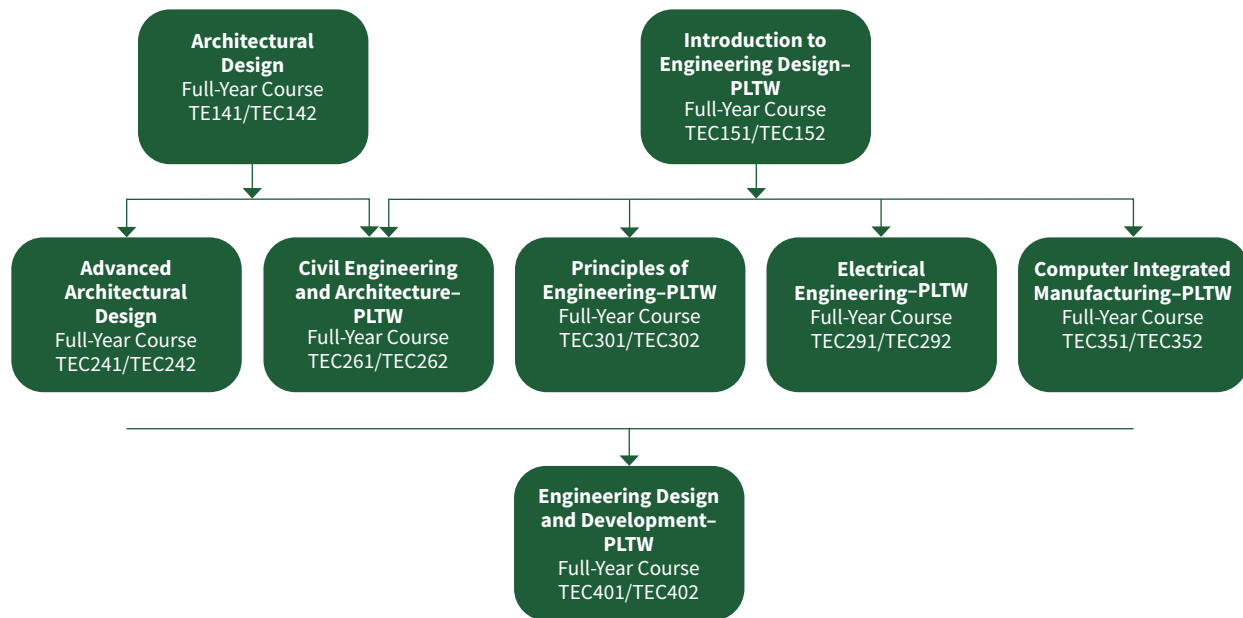 Architectural
Design
Full-Year Course
TE141/TEC142
Introduction to
Engineering Design–
PLTW
Full-Year Course
TEC151/TEC152
Advanced
Architectural
Design
Full-Year Course
TEC241/TEC242
Civil Engineering
and Architecture–
PLTW
Full-Year Course
TEC261/TEC262
Principles of
Engineering–PLTW
Full-Year Course
TEC301/TEC302
Electrical
Engineering–PLTW
Full-Year Course
TEC291/TEC292
Computer Integrated
Manufacturing–PLTW
Full-Year Course
TEC351/TEC352
Engineering Design
and Development–
PLTW
Full-Year Course
TEC401/TEC402